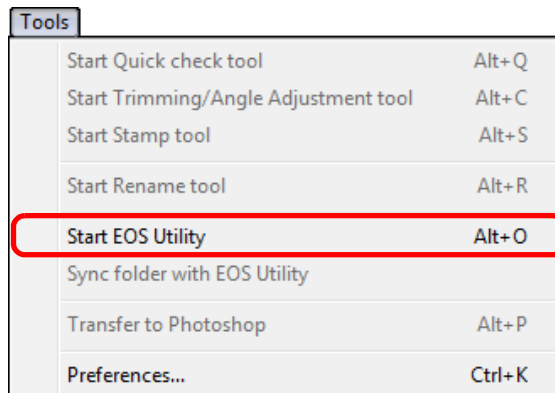 Tools
Start Quick check tool Alt+Q
Start Trimming/Angle Adjustment tool Alt+C
Start Stamp tool Alt+S
Start Rename tool Alt+R
Start EOS Utility Alt+O
Sync folder with EOS Utility
Transfer to Photoshop Alt+P
Preferences... Ctrl+K